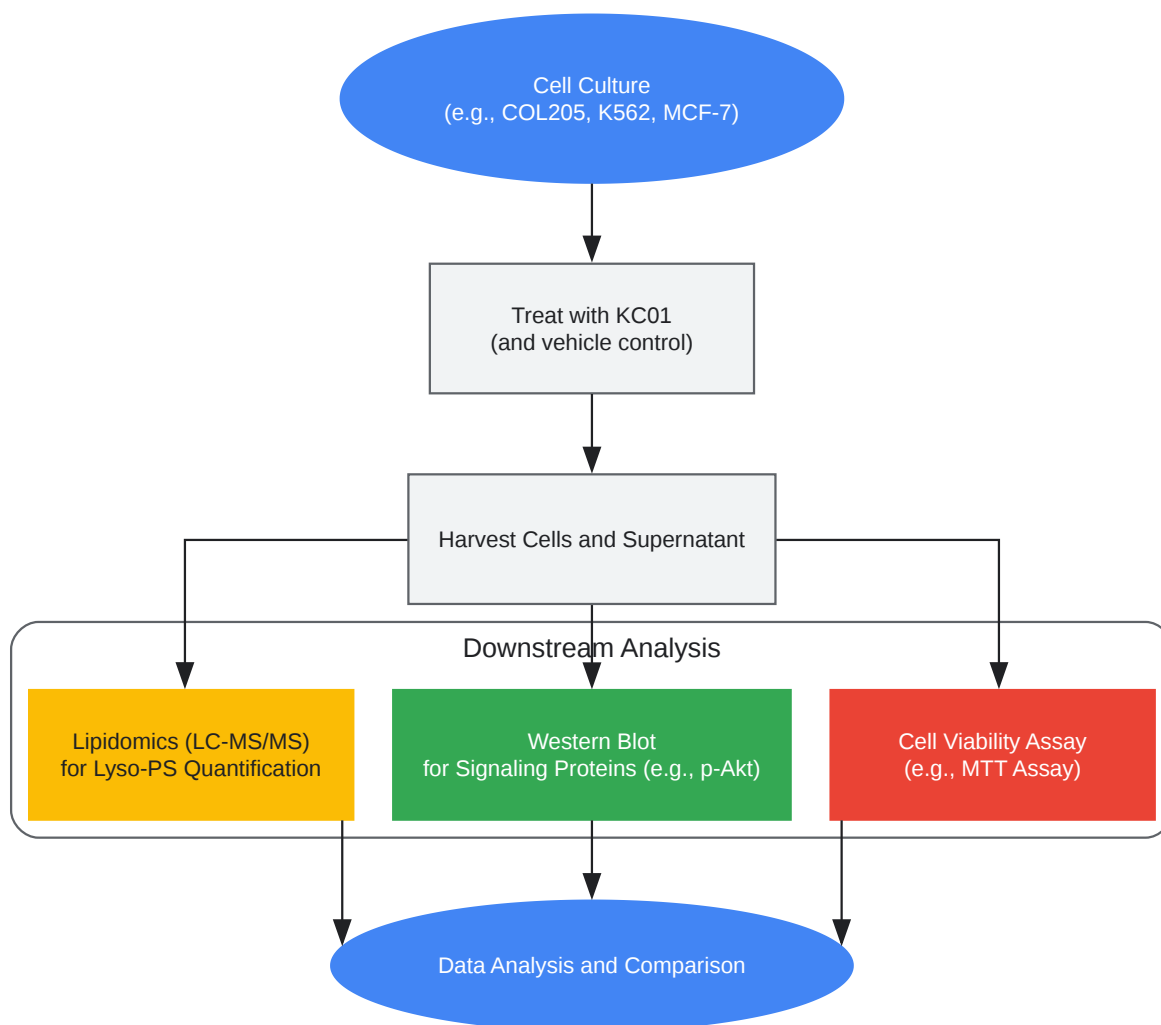 Cell Culture
(e.g., COL205, K562, MCF-7)
Treat with KC01
(and vehicle control)
Harvest Cells and Supernatant
Downstream Analysis
Lipidomics (LC-MS/MS)
for Lyso-PS Quantification
Western Blot
for Signaling Proteins (e.g., p-Akt)
Cell Viability Assay
(e.g., MTT Assay)
Data Analysis and Comparison